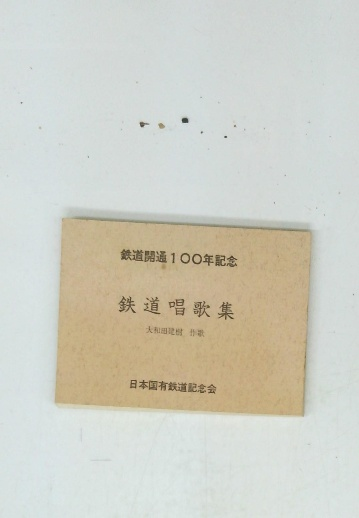 鉄道開通100年記念
鉄道唱歌集
大和田建樹 作歌
日本国有鉄道記念会